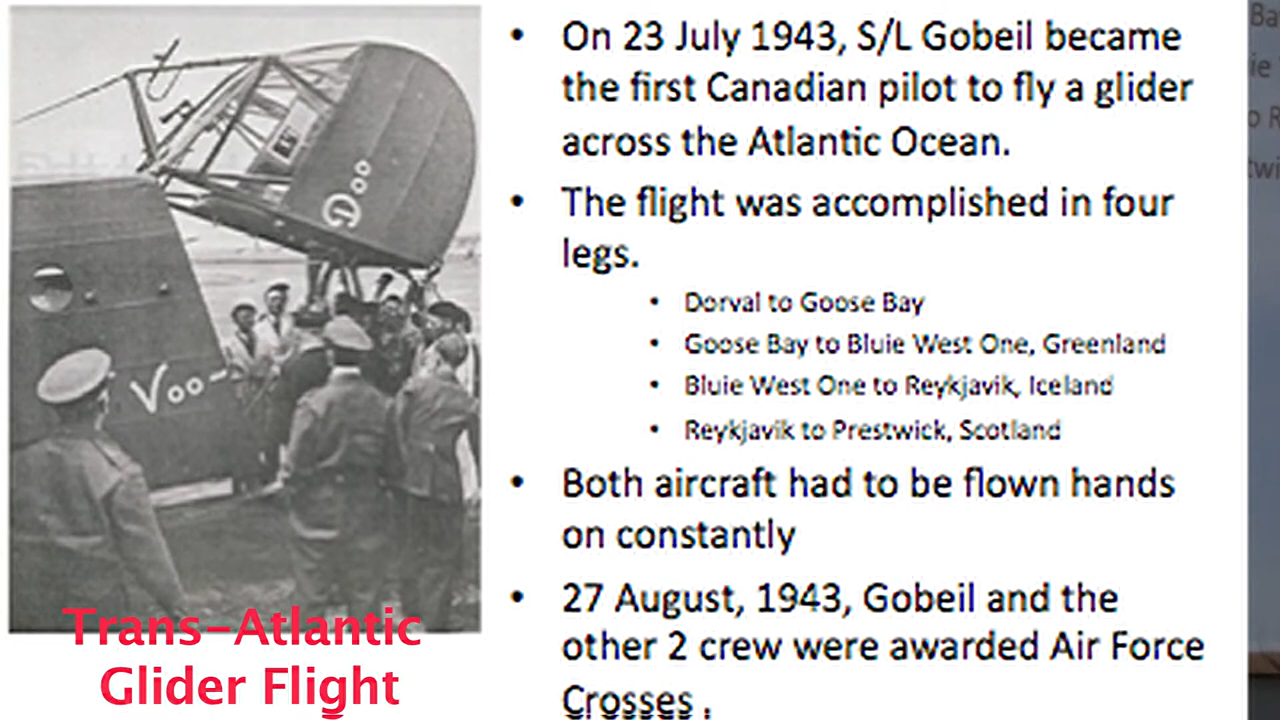 • On 23 July 1943, S/L Gobeil became
the first Canadian pilot to fly a glider
across the Atlantic Ocean.
• The flight was accomplished in four
legs.
• Dorval to Goose Bay
• Goose Bay to Bluie West One, Greenland
• Bluie West One to Reykjavik, Iceland
• Reykjavik to Prestwick, Scotland
• Both aircraft had to be flown hands
on constantly
• 27 August, 1943, Gobeil and the
other 2 crew were awarded Air Force
Crosses .
Voo-
Doo
Trans-Atlantic
Glider Flight